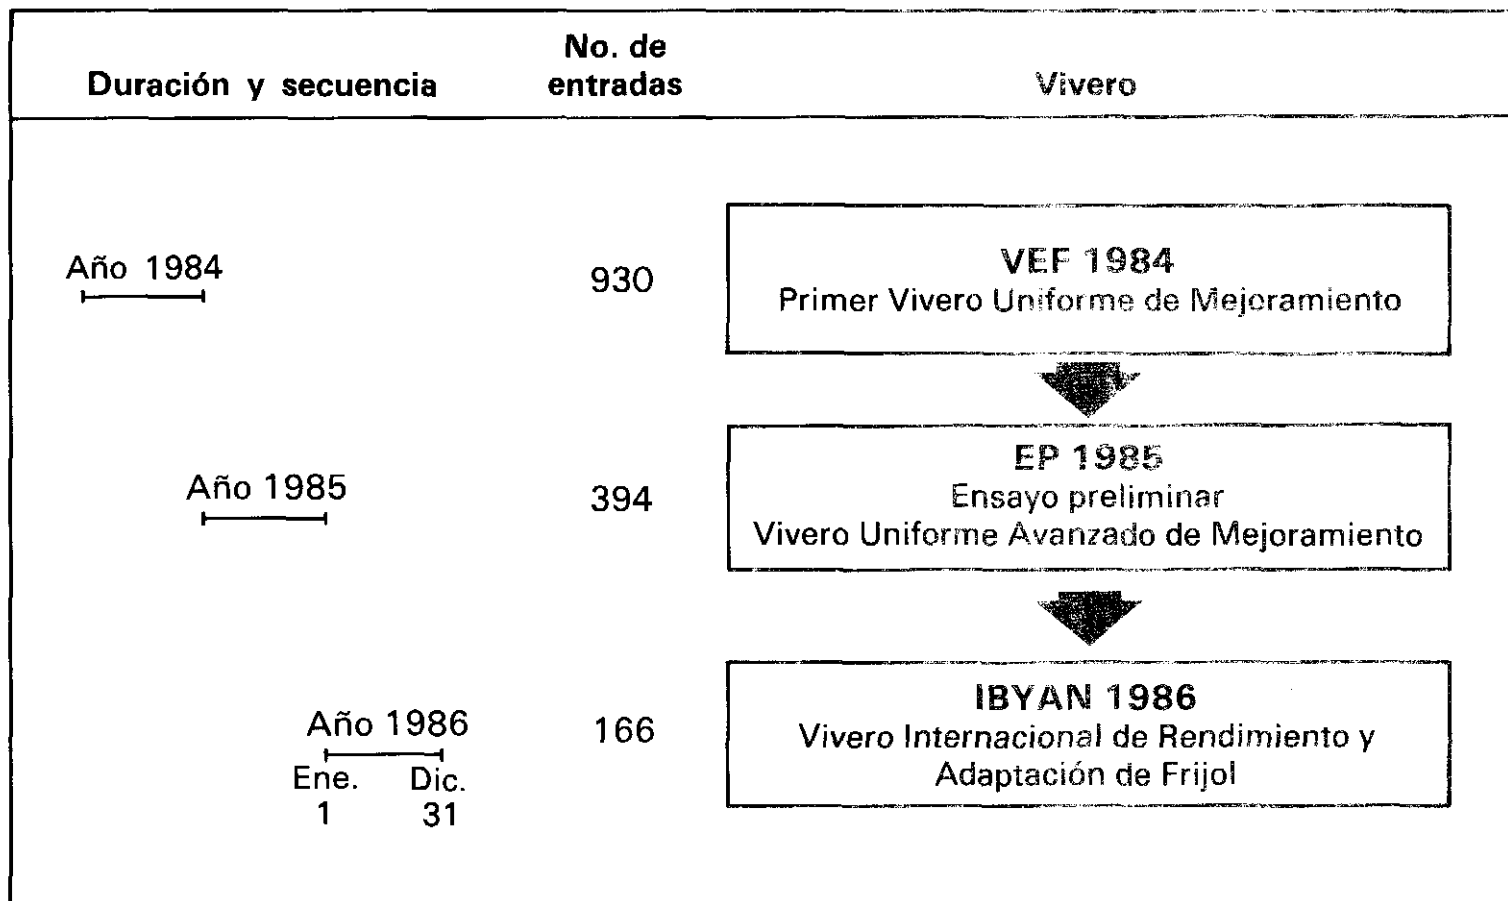 No. de
Duración y secuencia entradas Vivero
Año 1984 930 VEF 1984
Primer Vivero Uniforme de Mejoramiento
EP 1985
Año 1985 394 Ensayo preliminar
Vivero Uniforme Avanzado de Mejoramiento
IBYAN 1986
Año 1986 166 Vivero Internacional de Rendimiento y
Ene. Dic. Adaptación de Frijol
1 31